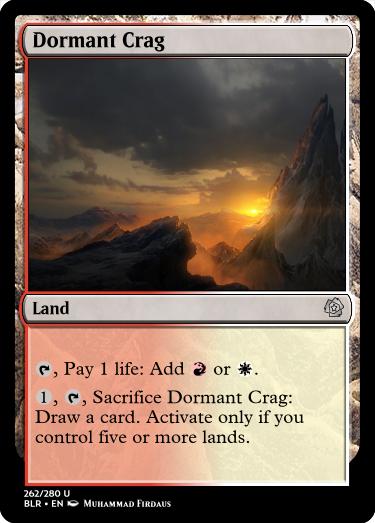 Dormant Crag
Land
, Pay 1 life: Add or .
1, , Sacrifice Dormant Crag:
Draw a card. Activate only if you
control five or more lands.
262/280 U
BLR • EN Muhammad Firdaus